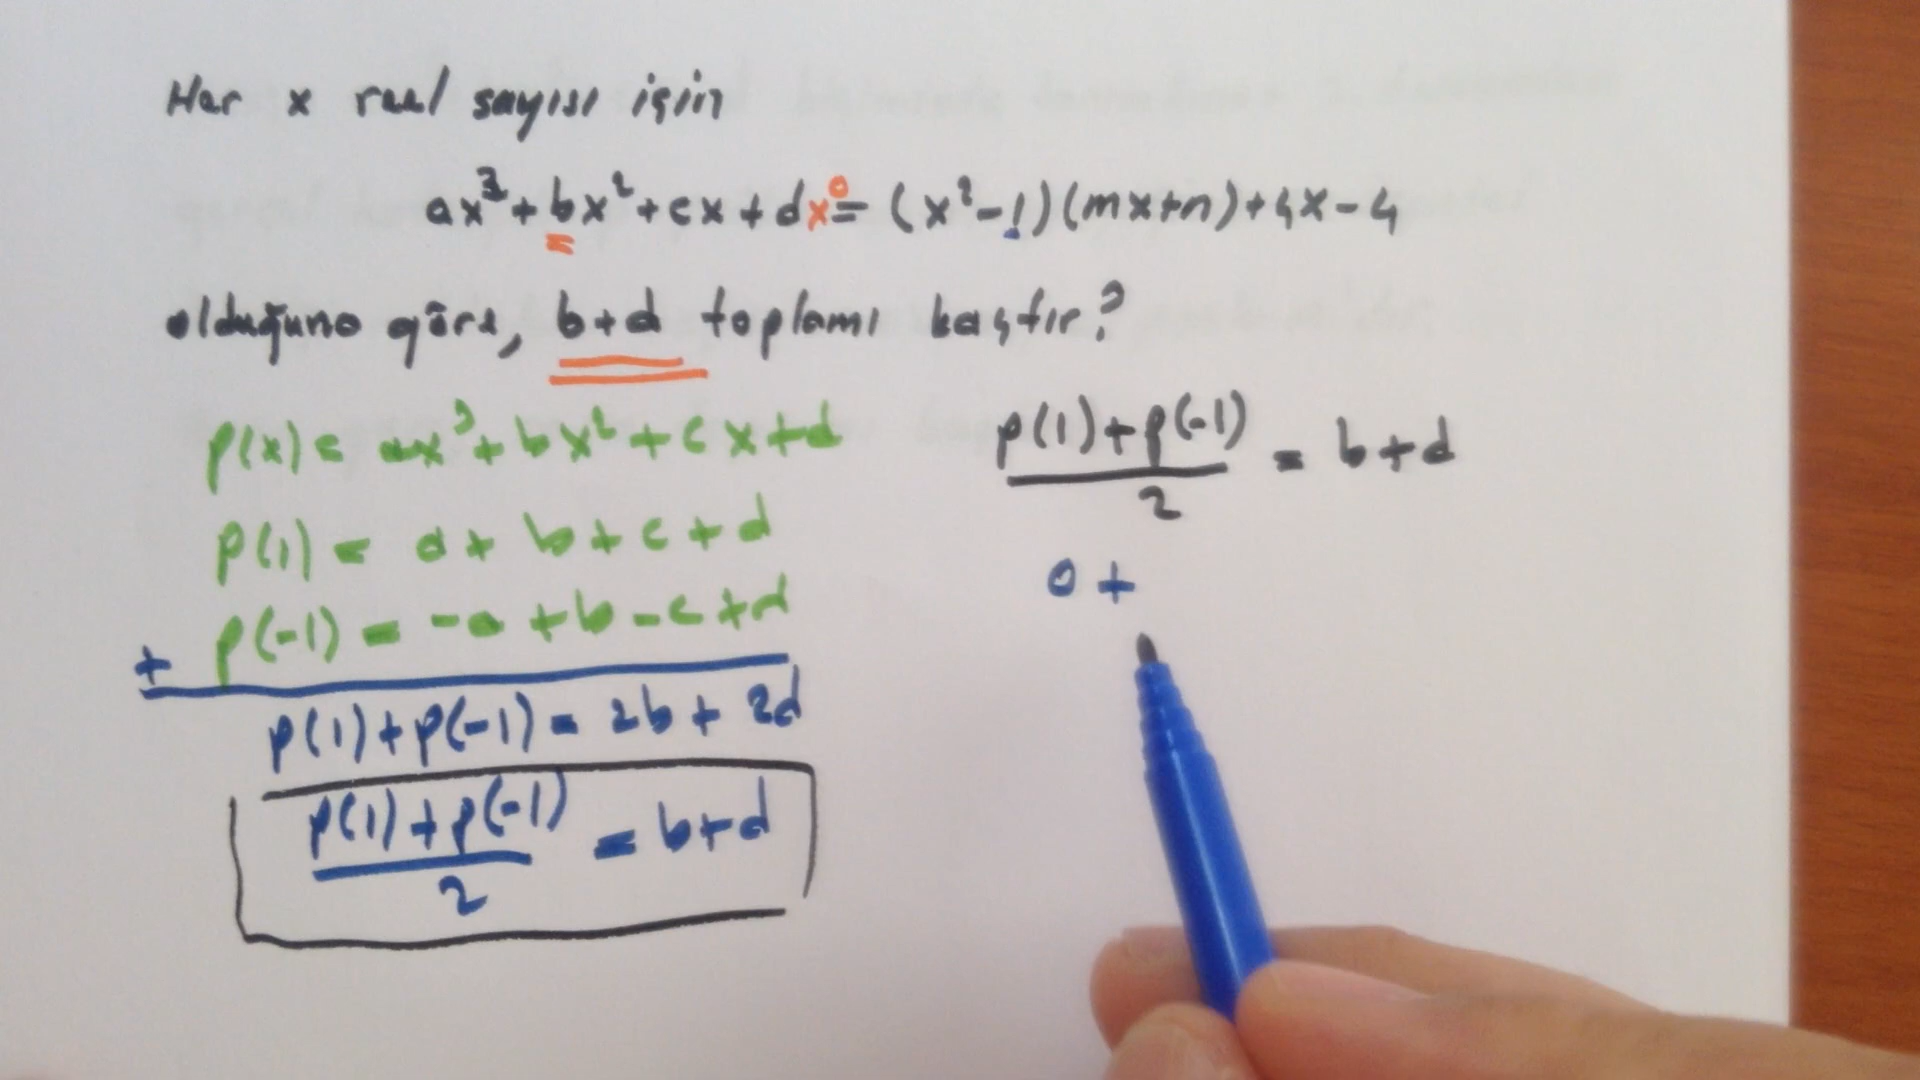 Her x reel sayısı için
ax³+bx²+cx+dx⁰=(x²-1)(mx+n)+4x-4
olduğuna göre, b+d toplamı kaçtır?
p(x)= ax³+bx²+cx+d
p(1)= a+b+c+d
p(-1)= -a+b-c+d
+
p(1)+p(-1)= 2b+2d
p(1)+p(-1)/2 = b+d
p(1)+p(-1)/2 = b+d
0+